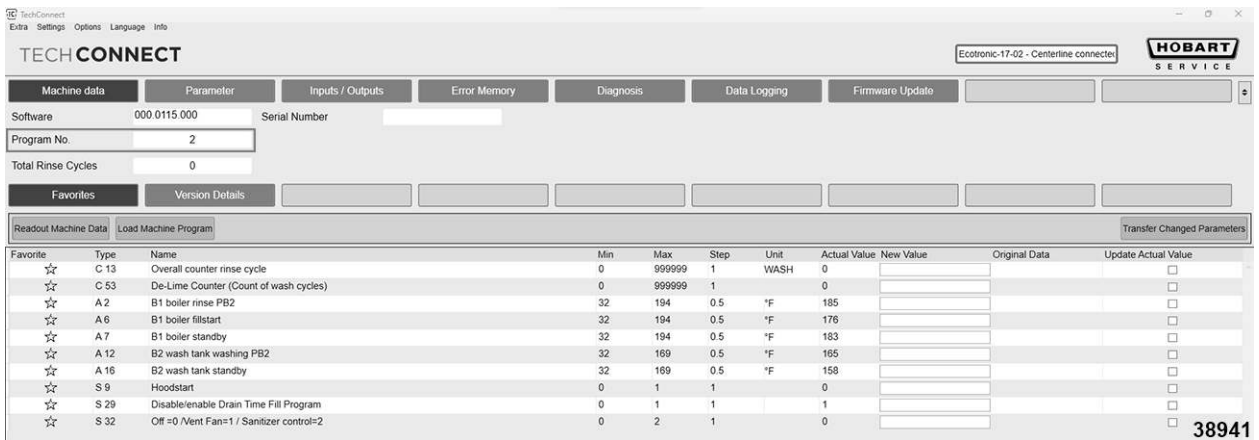 TechConnect
Extra Settings Options Language Info
TECHCONNECT
Ecotronic-17-02 - Centerline connected
HOBART
SERVICE
Machine data Parameter Inputs / Outputs Error Memory Diagnosis Data Logging Firmware Update
Software 000.0115.000 Serial Number
Program No. 2
Total Rinse Cycles 0
Favorites Version Details
Readout Machine Data Load Machine Program Transfer Changed Parameters
Favorite Type Name Min Max Step Unit Actual Value New Value Original Data Update Actual Value
C 13 Overall counter rinse cycle 0 999999 1 WASH 0
C 53 De-Lime Counter (Count of wash cycles) 0 999999 1 0
A 2 B1 boiler rinse PB2 32 194 0.5 °F 185
A 6 B1 boiler fillstart 32 194 0.5 °F 176
A 7 B1 boiler standby 32 194 0.5 °F 183
A 12 B2 wash tank washing PB2 32 169 0.5 °F 165
A 16 B2 wash tank standby 32 169 0.5 °F 158
S 9 Hoodstart 0 1 1 0
S 29 Disable/enable Drain Time Fill Program 0 1 1 1
S 32 Off =0 /Vent Fan=1 / Sanitizer control=2 0 2 1 0
38941